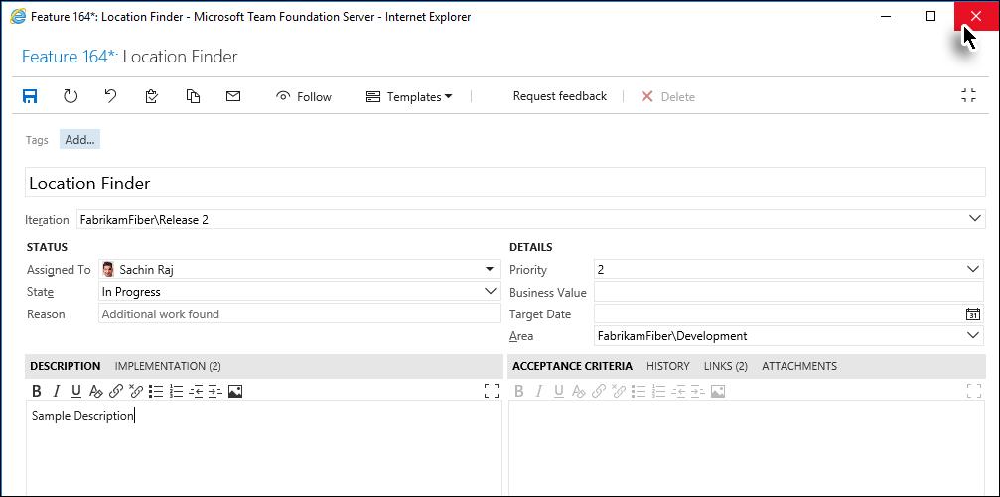 Feature 164*: Location Finder - Microsoft Team Foundation Server - Internet Explorer
Feature 164*: Location Finder
Follow Templates Request feedback Delete
Tags Add...
Location Finder
Iteration FabrikamFiber\Release 2
STATUS DETAILS
Assigned To Sachin Raj Priority 2
State In Progress Business Value
Reason Additional work found Target Date 31
Area FabrikamFiber\Development
DESCRIPTION IMPLEMENTATION (2) ACCEPTANCE CRITERIA HISTORY LINKS (2) ATTACHMENTS
B I U A B I U A
Sample Description